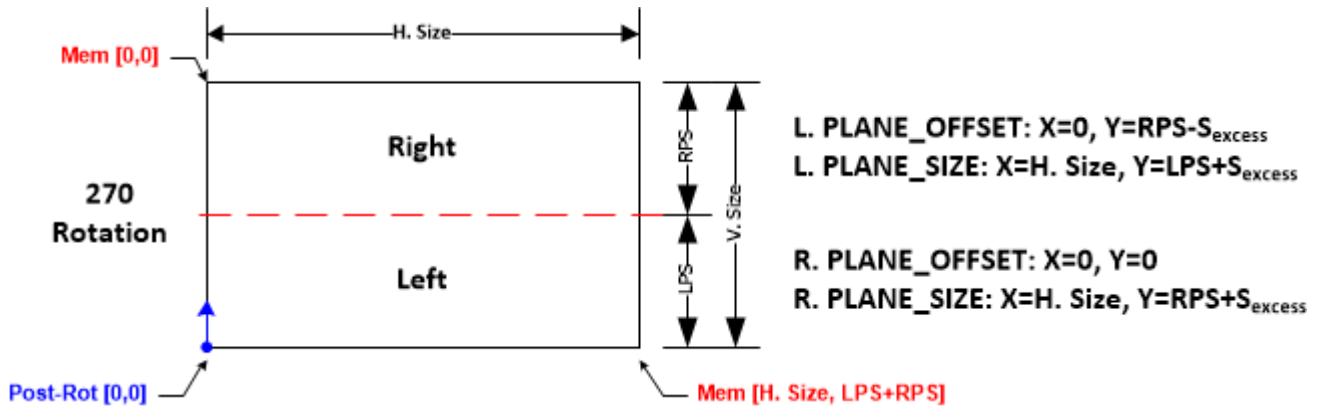 H. Size
Mem [0,0]
Right
RPS
V. Size
L. PLANE_OFFSET: X=0, Y=RPS-Sexcess
L. PLANE_SIZE: X=H. Size, Y=LPS+Sexcess
270
Rotation
Left
LPS
R. PLANE_OFFSET: X=0, Y=0
R. PLANE_SIZE: X=H. Size, Y=RPS+Sexcess
Post-Rot [0,0]
Mem [H. Size, LPS+RPS]